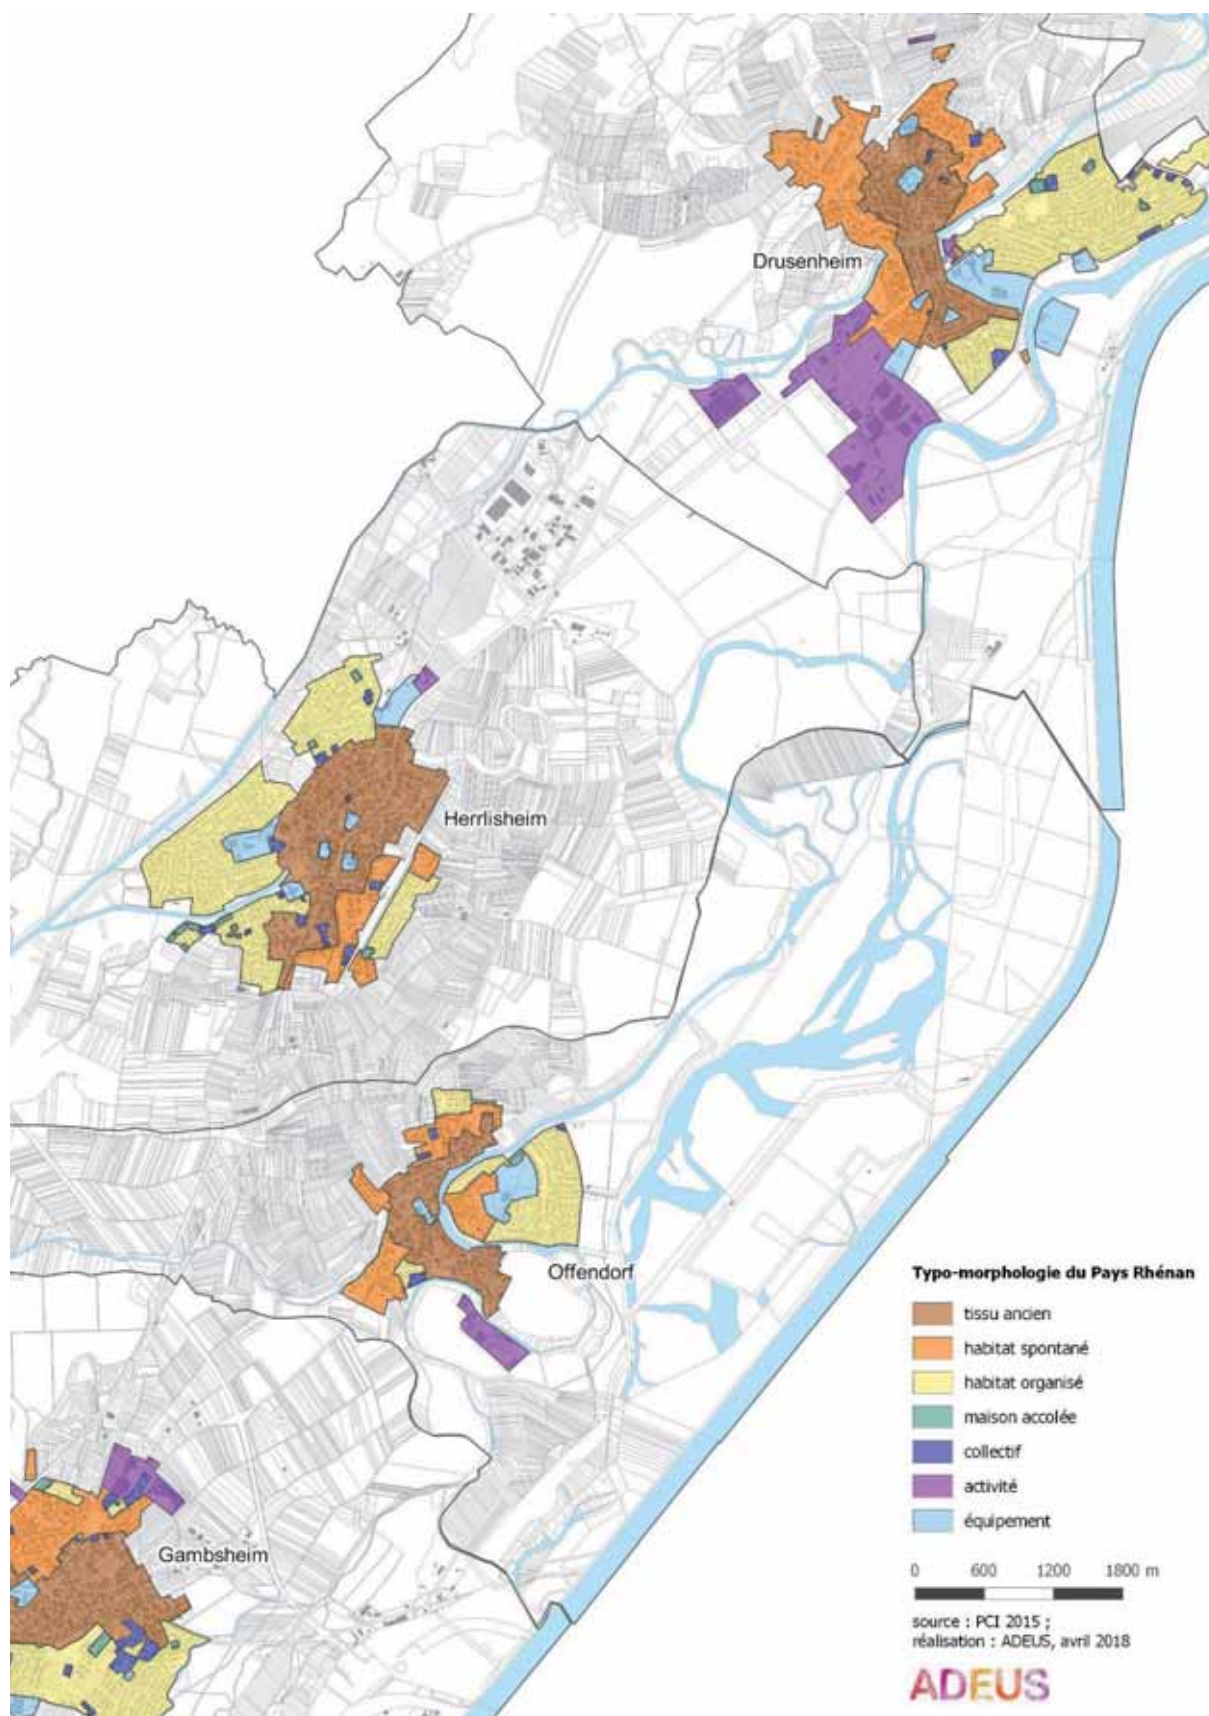 Drusenheim
Herrlisheim
Offendorf
Gambsheim
Typo-morphologie du Pays Rhénan
tissu ancien
habitat spontané
habitat organisé
maison accolée
collectif
activité
équipement
0 600 1200 1800 m
source : PCI 2015 ;
réalisation : ADEUS, avril 2018
ADEUS